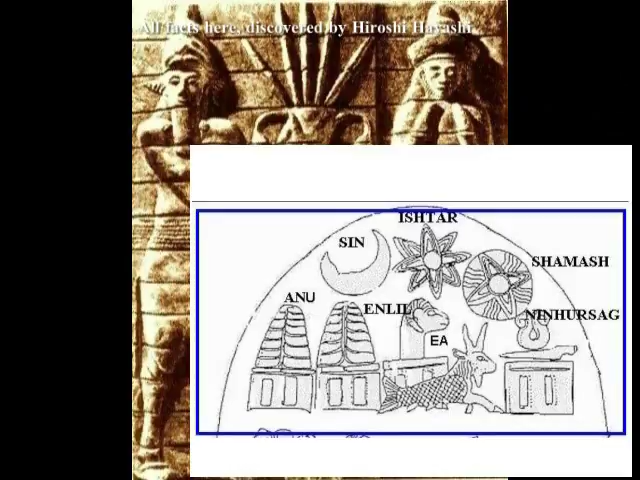 All facts here, discovered by Hiroshi Hayashi
ISHTAR
SIN
SHAMASH
ANU
ENLIL
NINHURSAG
EA